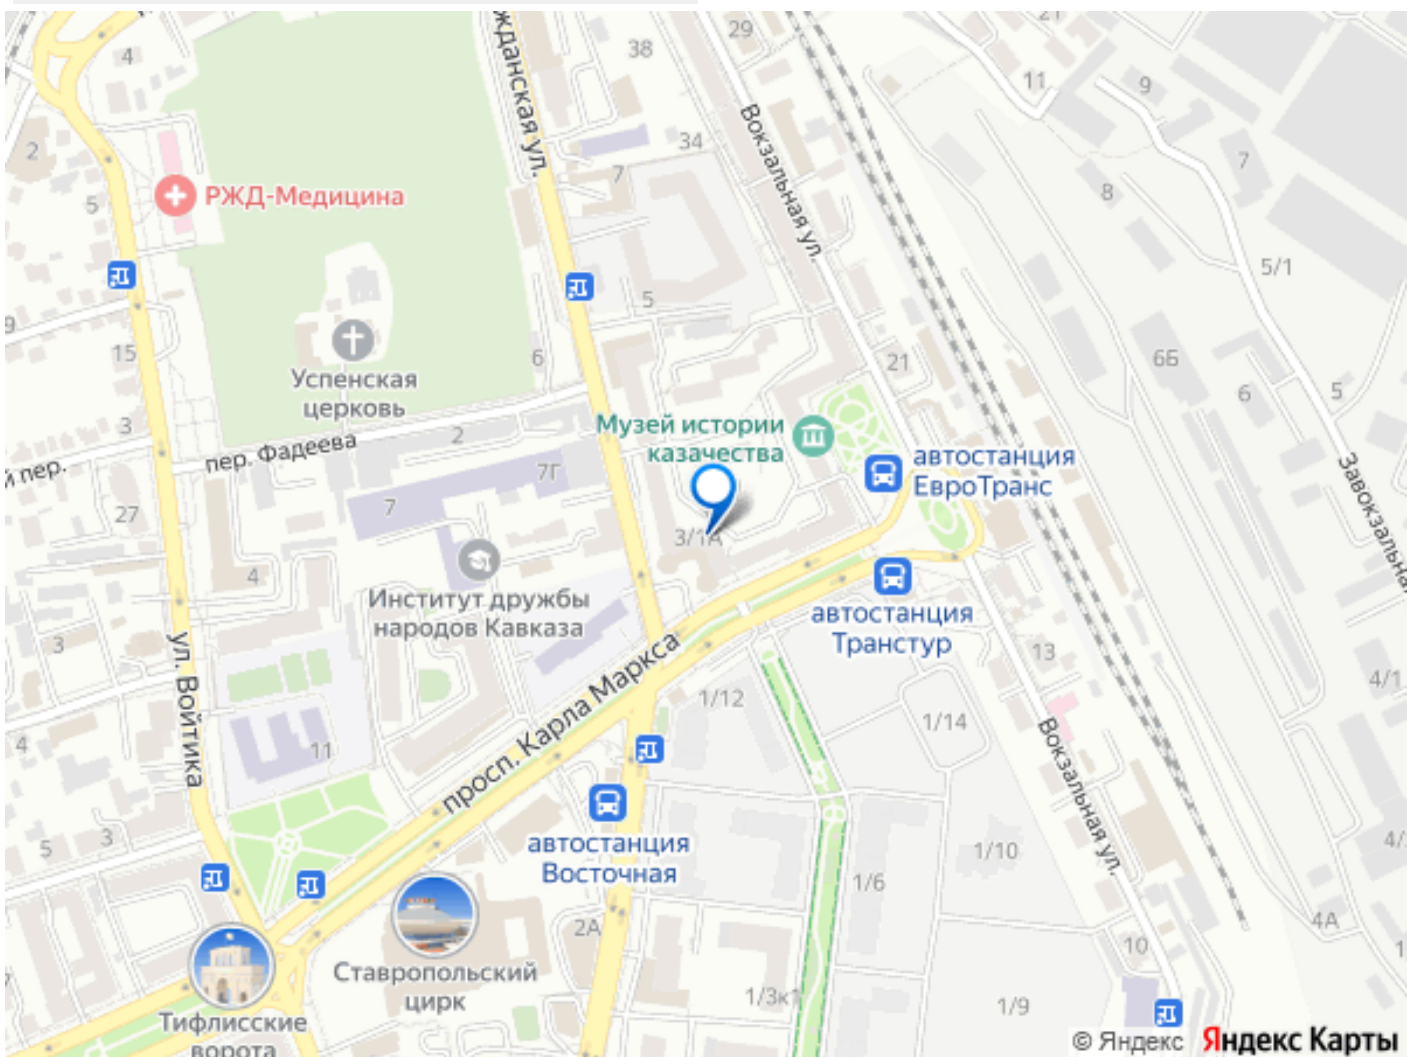 жданская ул.
29
21
38
4
11
9
Вокзальная ул.
34
2
7
7
8
РЖД-Медицина
5
5/1
5
9
15
6
21
6Б
Успенская
церковь
6
5
3
Музей истории
казачества
2
пер. Фадеева
й пер.
7Г
автостанция
ЕвроТранс
27
7
3/1А
Завокзальная
4
автостанция
Транстур
Институт дружбы
народов Кавказа
3
13
ул. Войтика
4/1
просп. Карла Маркса
1/12
1/14
4
11
Вокзальная ул.
автостанция
Восточная
5
3
1/10
4/
1/6
2А
4А
10
1
Ставропольский
цирк
1/3к1
1/9
Тифлисские
ворота
© Яндекс Яндекс Карты